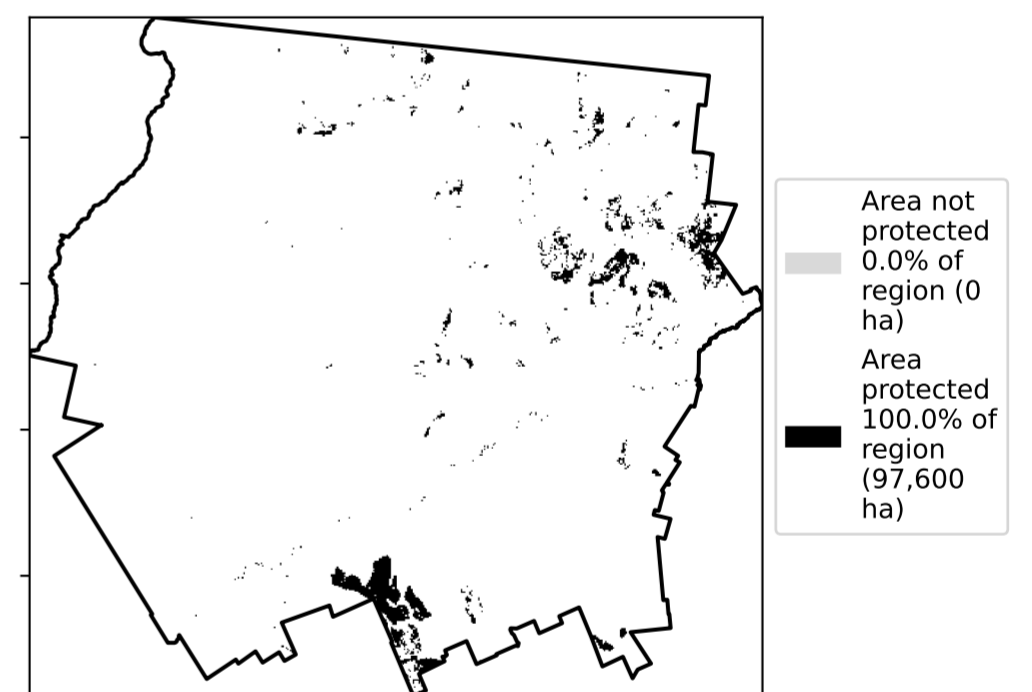 Area not
protected
0.0% of
region (0
ha)
Area
protected
100.0% of
region
(97,600
ha)